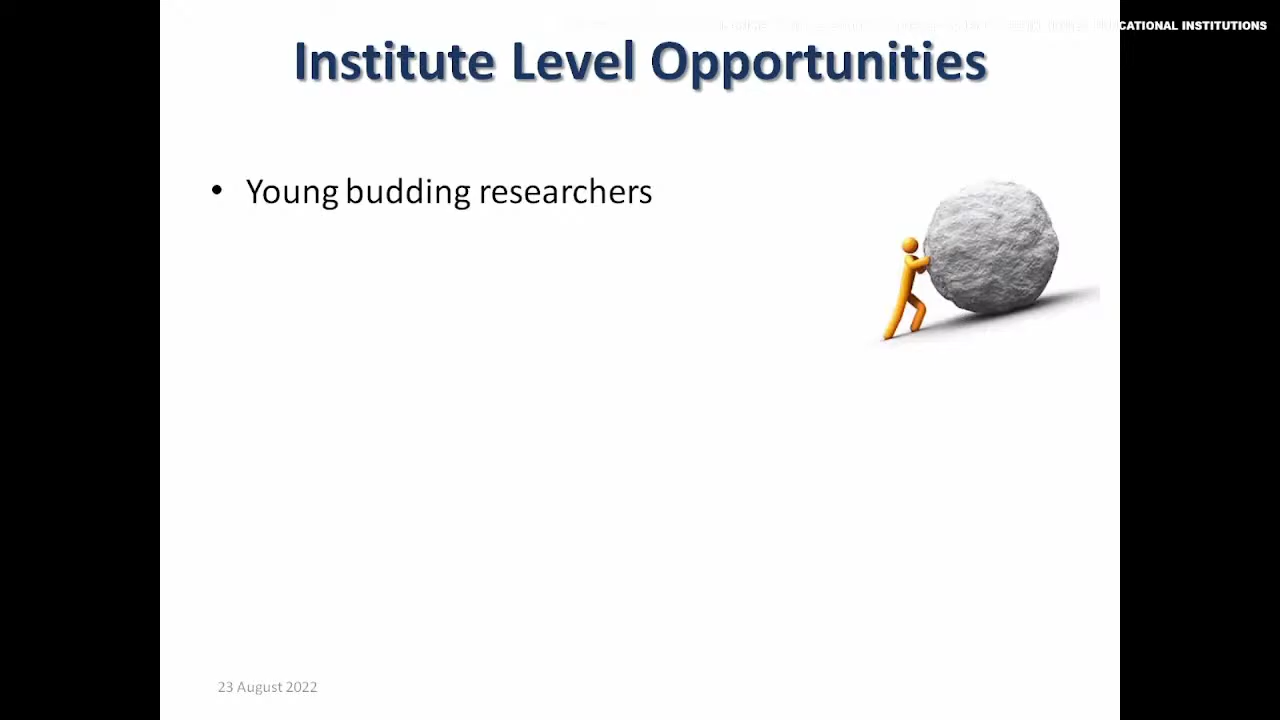 CATIONAL INSTITUTIONS
Institute Level Opportunities
• Young budding researchers
23 August 2022